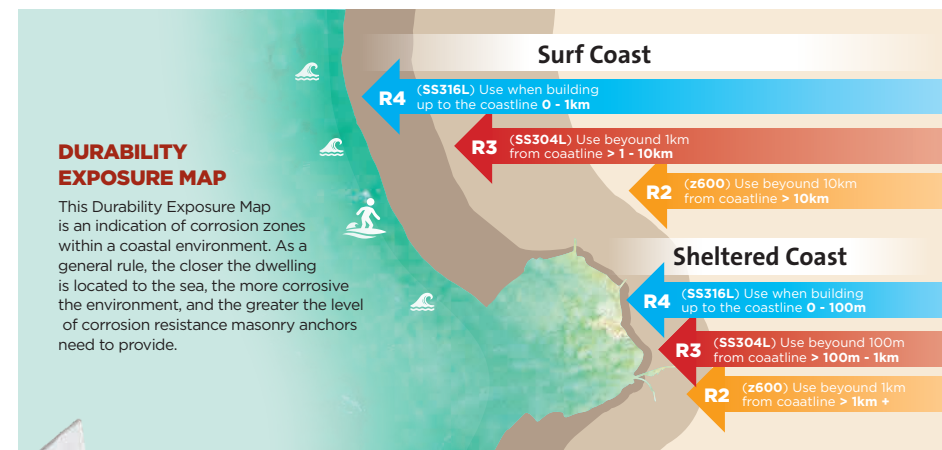 Surf Coast
R4
(SS316L) Use when building
up to the coastline 0 - 1km
R3
(SS304L) Use beyound 1km
from coaatline > 1 - 10km
R2
(z600) Use beyound 10km
from coaatline > 10km
DURABILITY
EXPOSURE MAP
This Durability Exposure Map
is an indication of corrosion zones
within a coastal environment. As a
general rule, the closer the dwelling
is located to the sea, the more corrosive
the environment, and the greater the level
of corrosion resistance masonry anchors
need to provide.
Sheltered Coast
R4
(SS316L) Use when building
up to the coastline 0 - 100m
R3
(SS304L) Use beyound 100m
from coaatline > 100m - 1km
R2
(z600) Use beyound 1km
from coaatline > 1km +